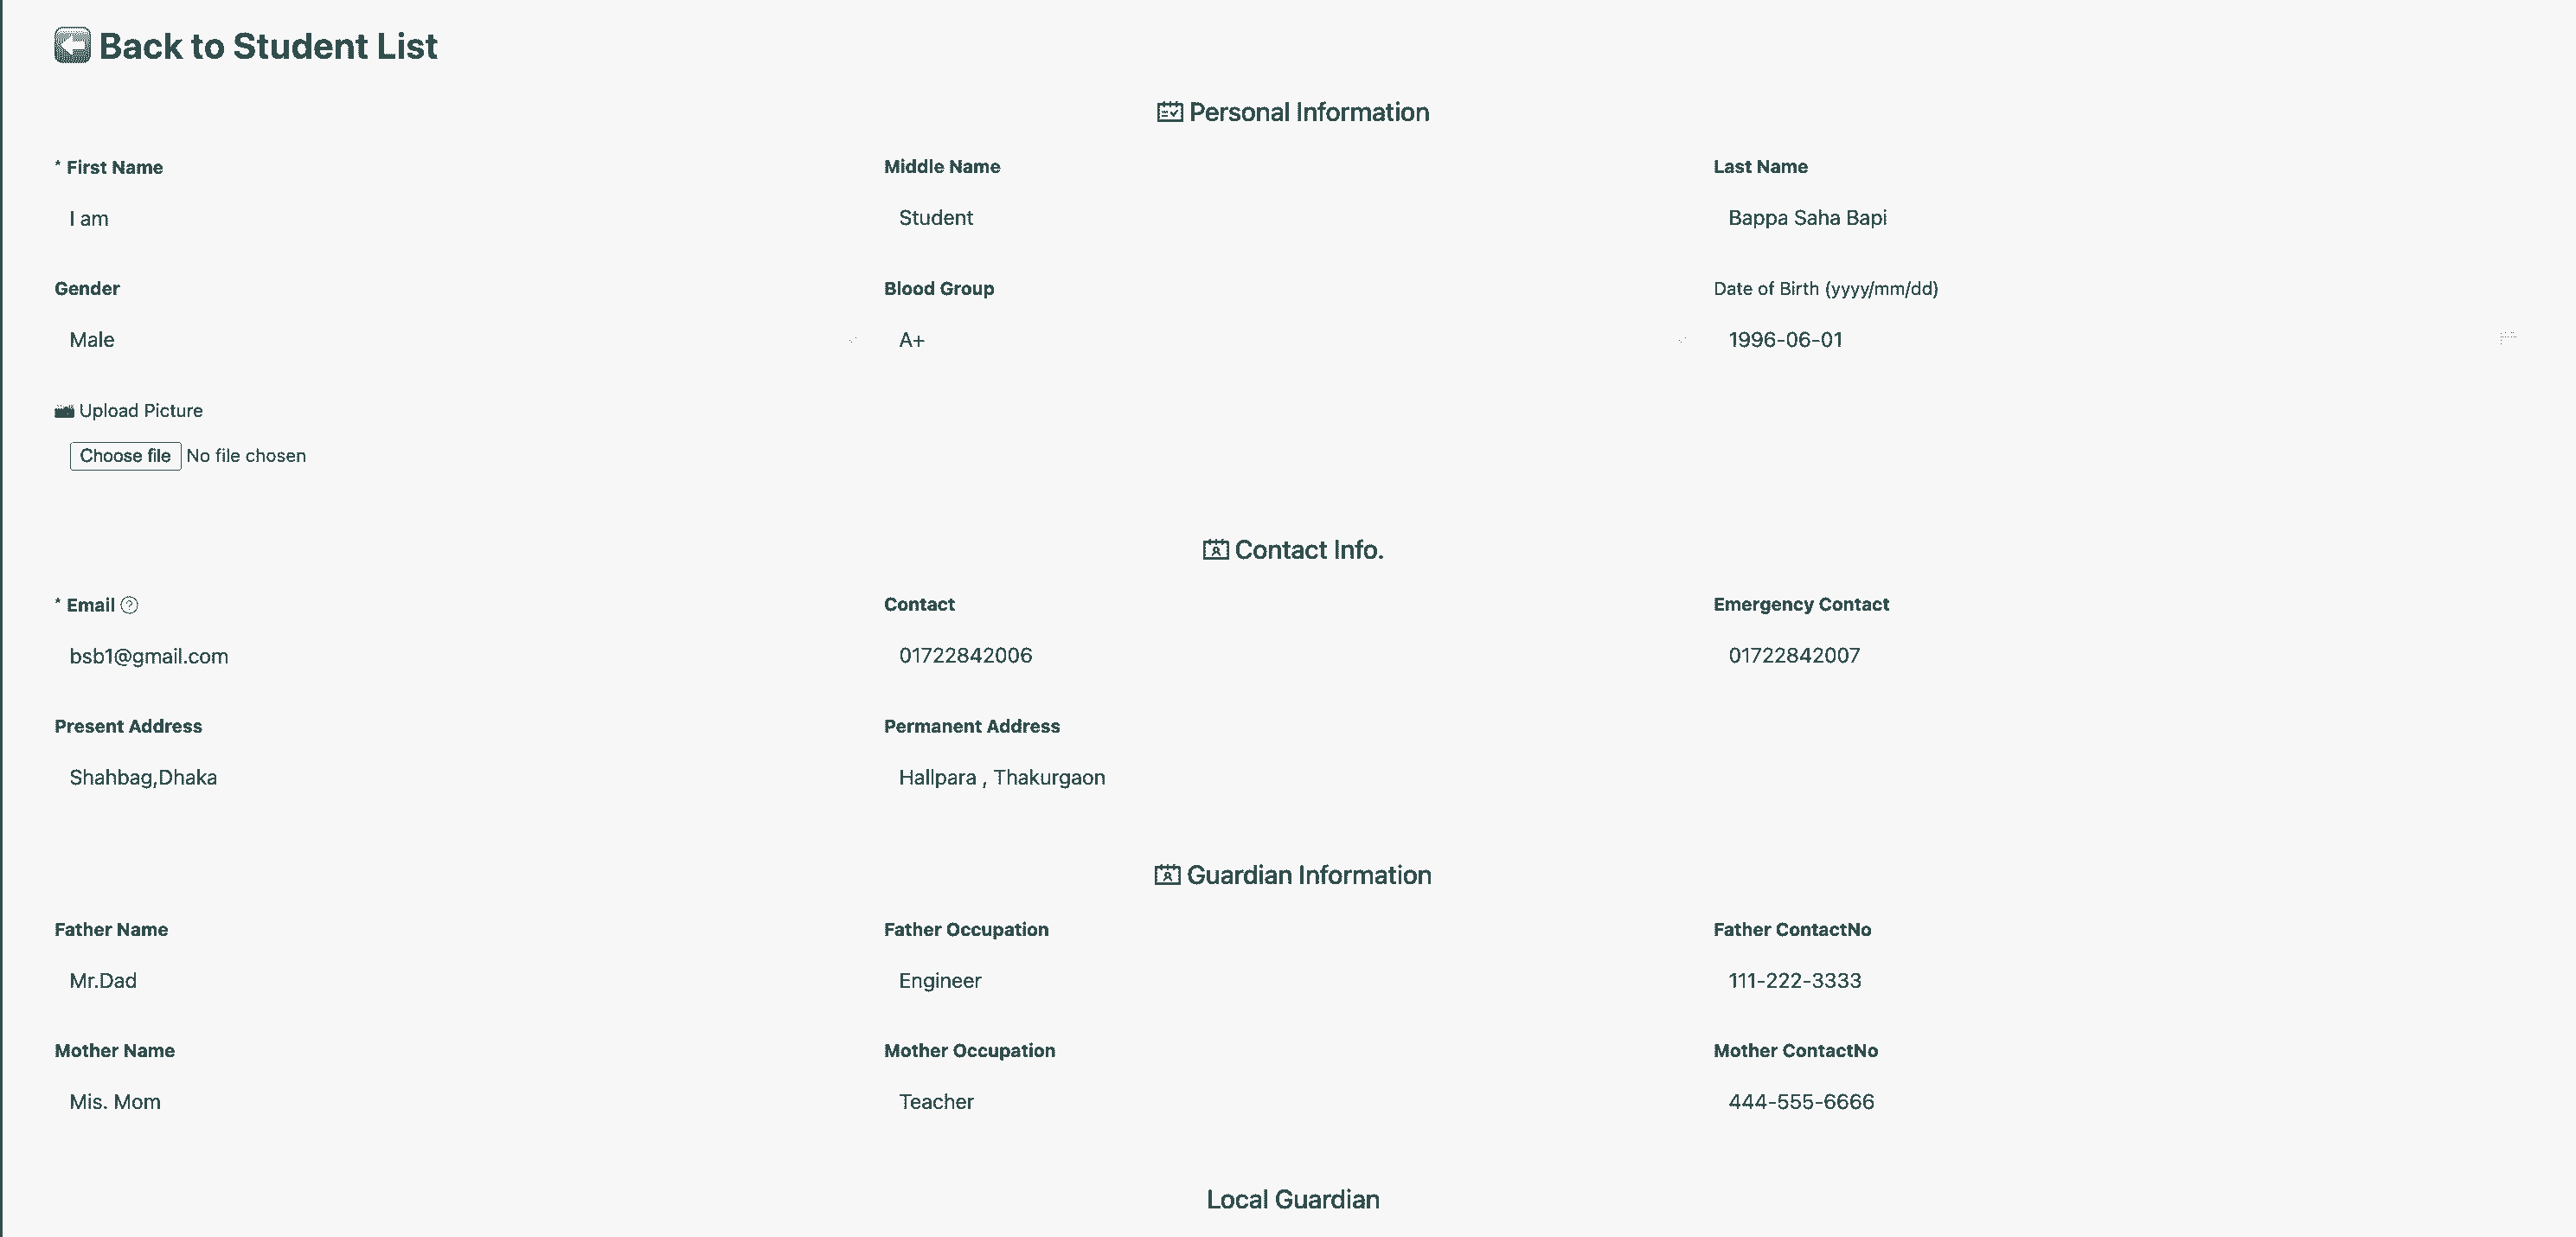 Back to Student List
Personal Information
* First Name Middle Name Last Name
I am Student Bappa Saha Bapi
Gender Blood Group Date of Birth (yyyy/mm/dd)
Male A+ 1996-06-01
Upload Picture
Choose file No file chosen
Contact Info.
* Email ? Contact Emergency Contact
bsb1@gmail.com 01722842006 01722842007
Present Address Permanent Address
Shahbag,Dhaka Hallpara , Thakurgaon
Guardian Information
Father Name Father Occupation Father ContactNo
Mr.Dad Engineer 111-222-3333
Mother Name Mother Occupation Mother ContactNo
Mis. Mom Teacher 444-555-6666
Local Guardian